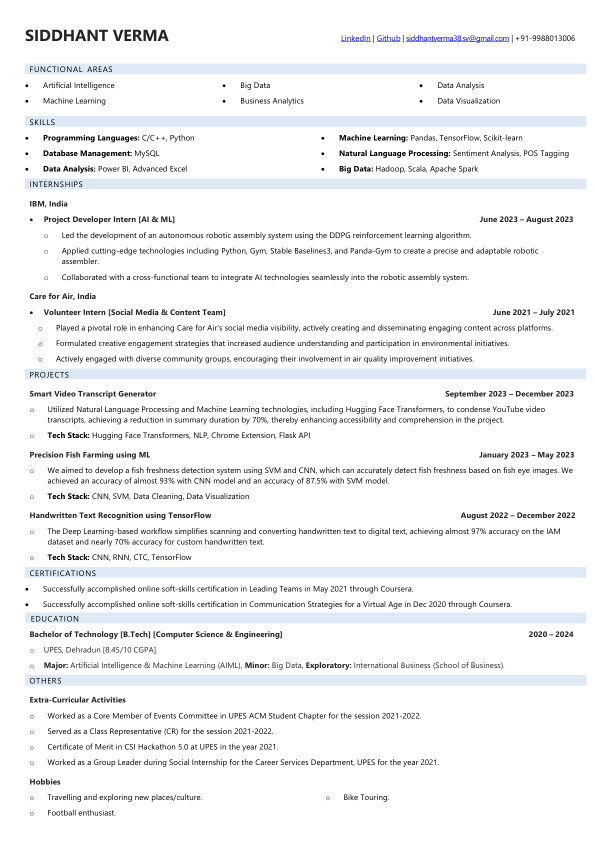 SIDDHANT VERMA
LinkedIn | Github | siddhantverma38.sv@gmail.com | +91-9988013006
FUNCTIONAL AREAS
• Artificial Intelligence • Big Data • Data Analysis
• Machine Learning • Business Analytics • Data Visualization
SKILLS
• Programming Languages: C/C++, Python • Machine Learning: Pandas, TensorFlow, Scikit-learn
• Database Management: MySQL • Natural Language Processing: Sentiment Analysis, POS Tagging
• Data Analysis: Power BI, Advanced Excel • Big Data: Hadoop, Scala, Apache Spark
INTERNSHIPS
IBM, India
• Project Developer Intern [AI & ML] June 2023 – August 2023
o Led the development of an autonomous robotic assembly system using the DDPG reinforcement learning algorithm.
o Applied cutting-edge technologies including Python, Gym, Stable Baselines3, and Panda-Gym to create a precise and adaptable robotic
assembler.
o Collaborated with a cross-functional team to integrate AI technologies seamlessly into the robotic assembly system.
Care for Air, India
• Volunteer Intern [Social Media & Content Team] June 2021 – July 2021
o Played a pivotal role in enhancing Care for Air's social media visibility, actively creating and disseminating engaging content across platforms.
o Formulated creative engagement strategies that increased audience understanding and participation in environmental initiatives.
o Actively engaged with diverse community groups, encouraging their involvement in air quality improvement initiatives.
PROJECTS
Smart Video Transcript Generator September 2023 – December 2023
o Utilized Natural Language Processing and Machine Learning technologies, including Hugging Face Transformers, to condense YouTube video
transcripts, achieving a reduction in summary duration by 70%, thereby enhancing accessibility and comprehension in the project.
o Tech Stack: Hugging Face Transformers, NLP, Chrome Extension, Flask API
Precision Fish Farming using ML January 2023 – May 2023
o We aimed to develop a fish freshness detection system using SVM and CNN, which can accurately detect fish freshness based on fish eye images. We
achieved an accuracy of almost 93% with CNN model and an accuracy of 87.5% with SVM model.
o Tech Stack: CNN, SVM, Data Cleaning, Data Visualization
Handwritten Text Recognition using TensorFlow August 2022 – December 2022
o The Deep Learning-based workflow simplifies scanning and converting handwritten text to digital text, achieving almost 97% accuracy on the IAM
dataset and nearly 70% accuracy for custom handwritten text.
o Tech Stack: CNN, RNN, CTC, TensorFlow
CERTIFICATIONS
• Successfully accomplished online soft-skills certification in Leading Teams in May 2021 through Coursera.
• Successfully accomplished online soft-skills certification in Communication Strategies for a Virtual Age in Dec 2020 through Coursera.
EDUCATION
Bachelor of Technology [B.Tech] [Computer Science & Engineering] 2020 – 2024
o UPES, Dehradun [8.45/10 CGPA].
o Major: Artificial Intelligence & Machine Learning (AIML), Minor: Big Data, Exploratory: International Business (School of Business).
OTHERS
Extra-Curricular Activities
o Worked as a Core Member of Events Committee in UPES ACM Student Chapter for the session 2021-2022.
o Served as a Class Representative (CR) for the session 2021-2022.
o Certificate of Merit in CSI Hackathon 5.0 at UPES in the year 2021.
o Worked as a Group Leader during Social Internship for the Career Services Department, UPES for the year 2021.
Hobbies
o Travelling and exploring new places/culture. o Bike Touring.
o Football enthusiast.